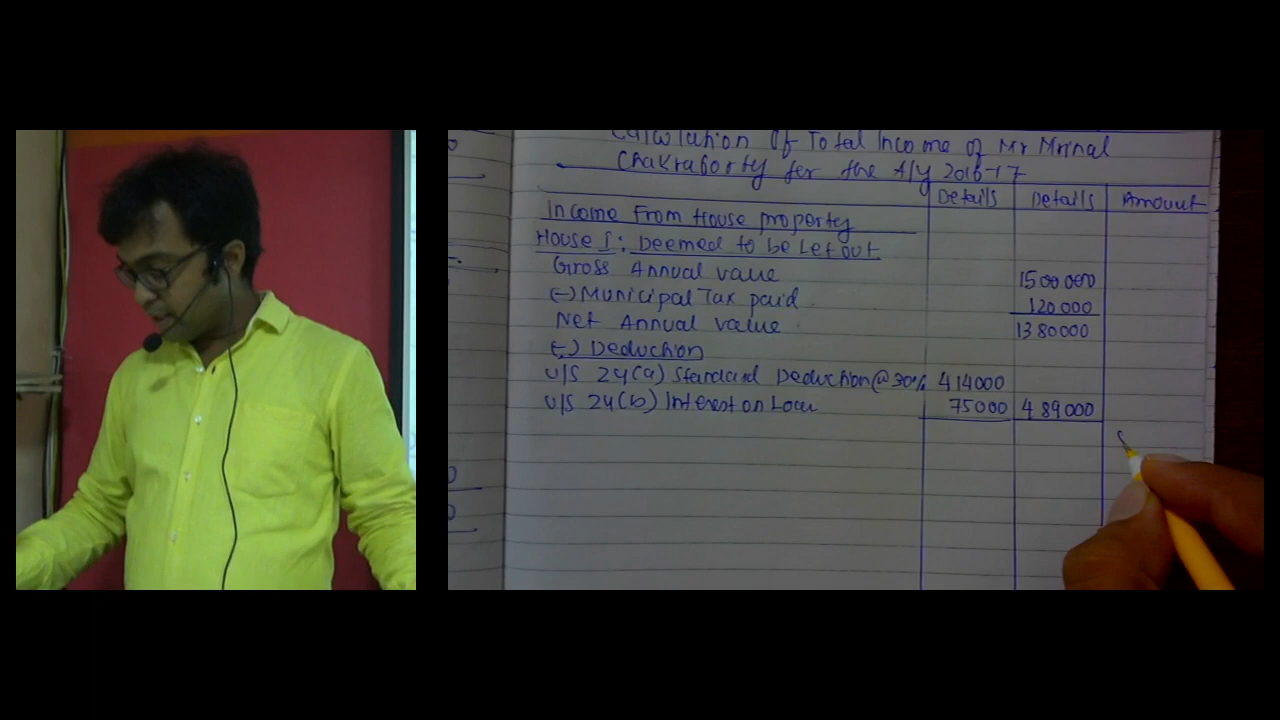 Calculation of Total Income of Mr Mrinal
Chakraborty for the A/y 2016-17
Details Details Amount
Income From House property
House I: Deemed to be Let out
Gross Annual value 1500000
(-) Municipal Tax paid 120000
Net Annual value 1380000
(-) Deduction
U/S 24(a) Standard Deduction@30% 414000
U/S 24(b) Interest on Loan 75000 489000